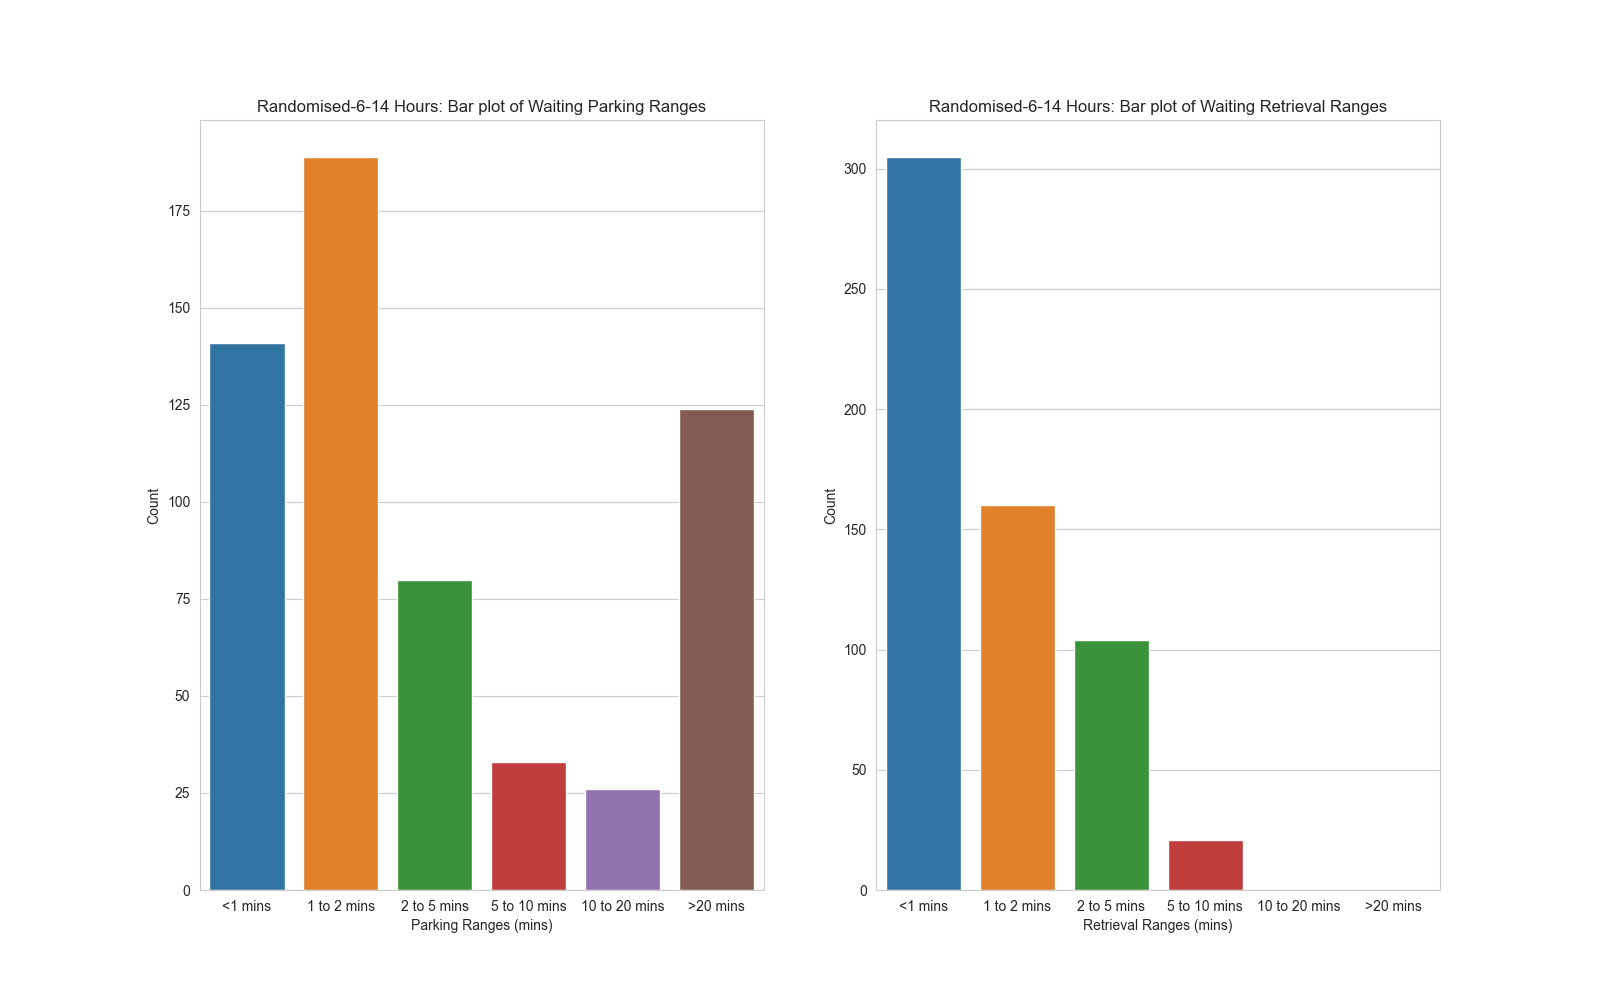 Randomised-6-14 Hours: Bar plot of Waiting Parking Ranges
175
150
125
100
75
50
25
0
Count
<1 mins 1 to 2 mins 2 to 5 mins 5 to 10 mins 10 to 20 mins >20 mins
Parking Ranges (mins)
Randomised-6-14 Hours: Bar plot of Waiting Retrieval Ranges
300
250
200
150
100
50
0
Count
<1 mins 1 to 2 mins 2 to 5 mins 5 to 10 mins 10 to 20 mins >20 mins
Retrieval Ranges (mins)